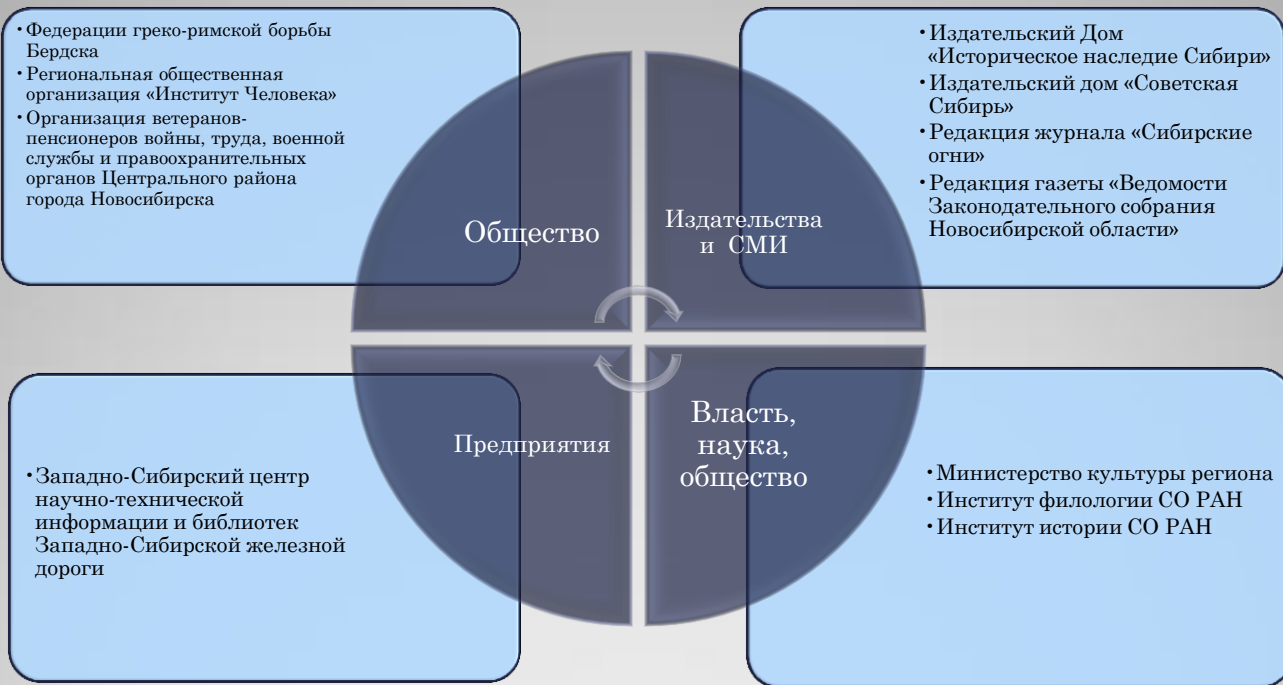 • Федерации греко-римской борьбы
Бердска
• Региональная общественная
организация «Институт Человека»
• Организация ветеранов-
пенсионеров войны, труда, военной
службы и правоохранительных
органов Центрального района
города Новосибирска
Общество
Издательства
и СМИ
• Издательский Дом
«Историческое наследие Сибири»
• Издательский дом «Советская
Сибирь»
• Редакция журнала «Сибирские
огни»
• Редакция газеты «Ведомости
Законодательного собрания
Новосибирской области»
• Западно-Сибирский центр
научно-технической
информации и библиотек
Западно-Сибирской железной
дороги
Предприятия
Власть,
наука,
общество
• Министерство культуры региона
• Институт филологии СО РАН
• Институт истории СО РАН